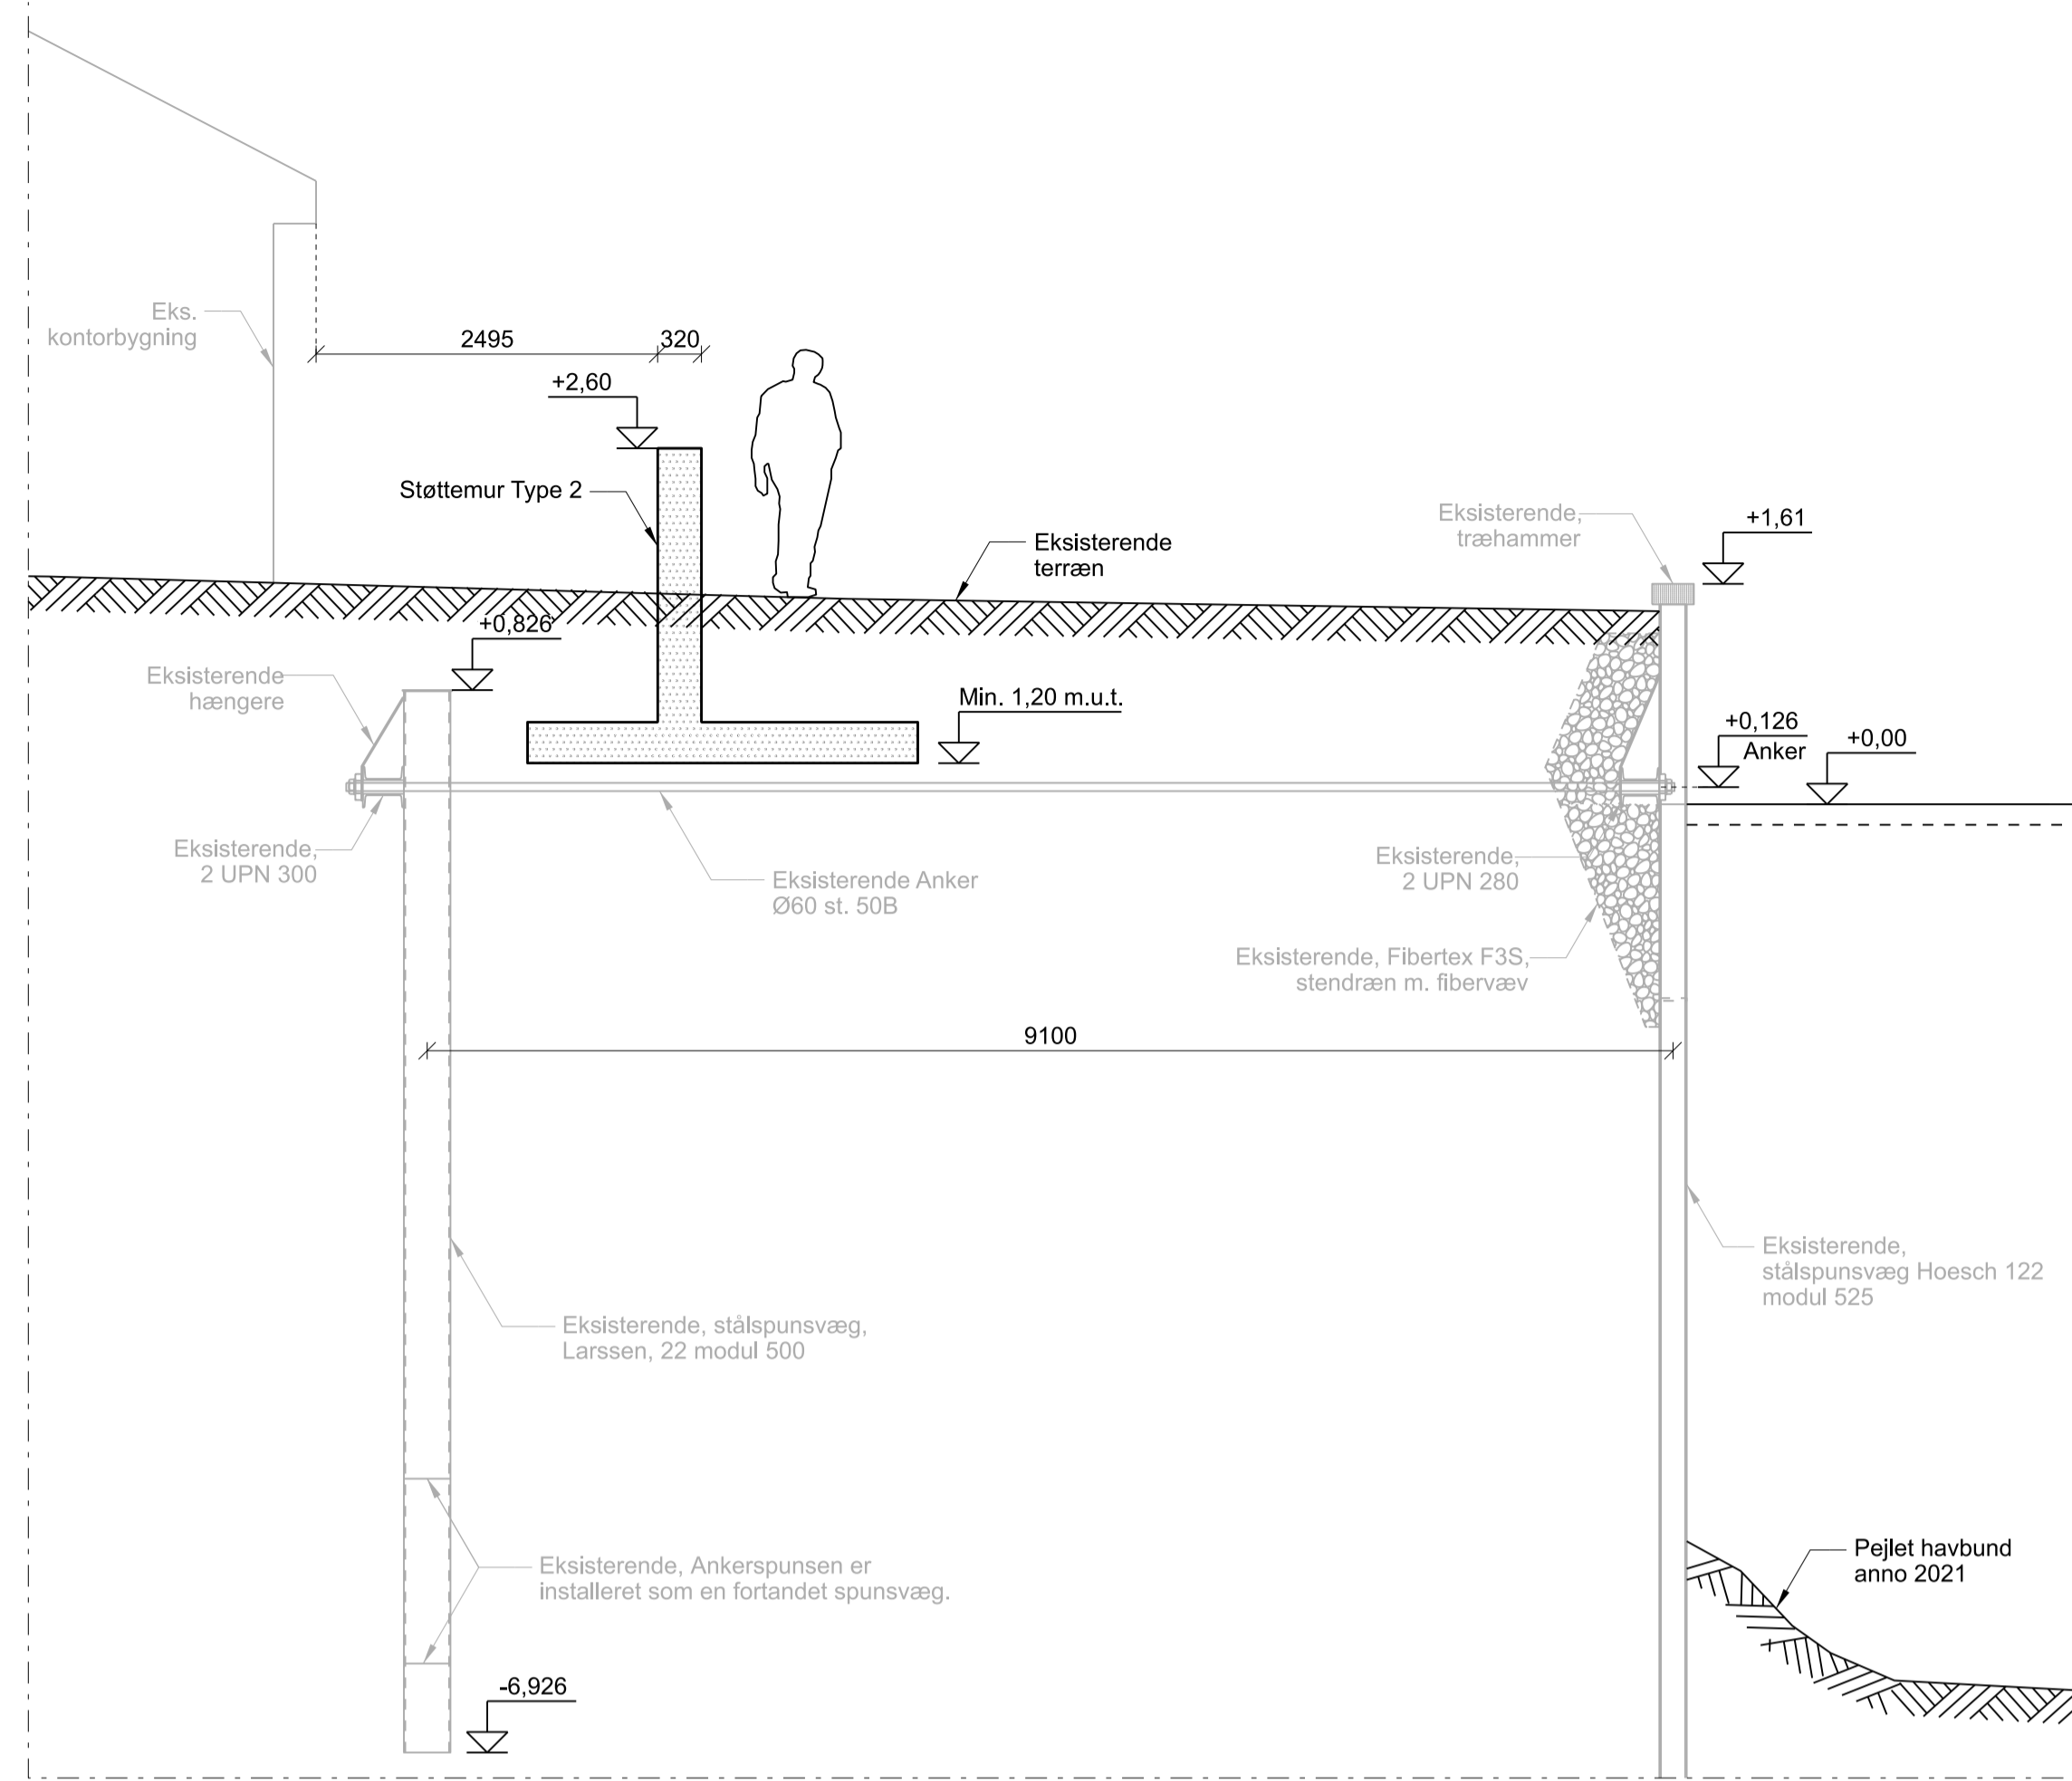 Eks.
kontorbygning
2495
320
+2,60
Støttemur Type 2
Eksisterende
terræn
Eksisterende,
træhammer
+1,61
+0,826
Eksisterende
hængere
Min. 1,20 m.u.t.
+0,126
Anker
+0,00
Eksisterende,
2 UPN 300
Eksisterende Anker
Ø60 st. 50B
Eksisterende,
2 UPN 280
Eksisterende, Fibertex F3S,
stendræn m. fibervæv
9100
Eksisterende,
stålspunsvæg Hoesch 122
modul 525
Eksisterende, stålspunsvæg,
Larssen, 22 modul 500
Eksisterende, Ankerspunsen er
installeret som en fortandet spunsvæg.
Pejlet havbund
anno 2021
-6,926